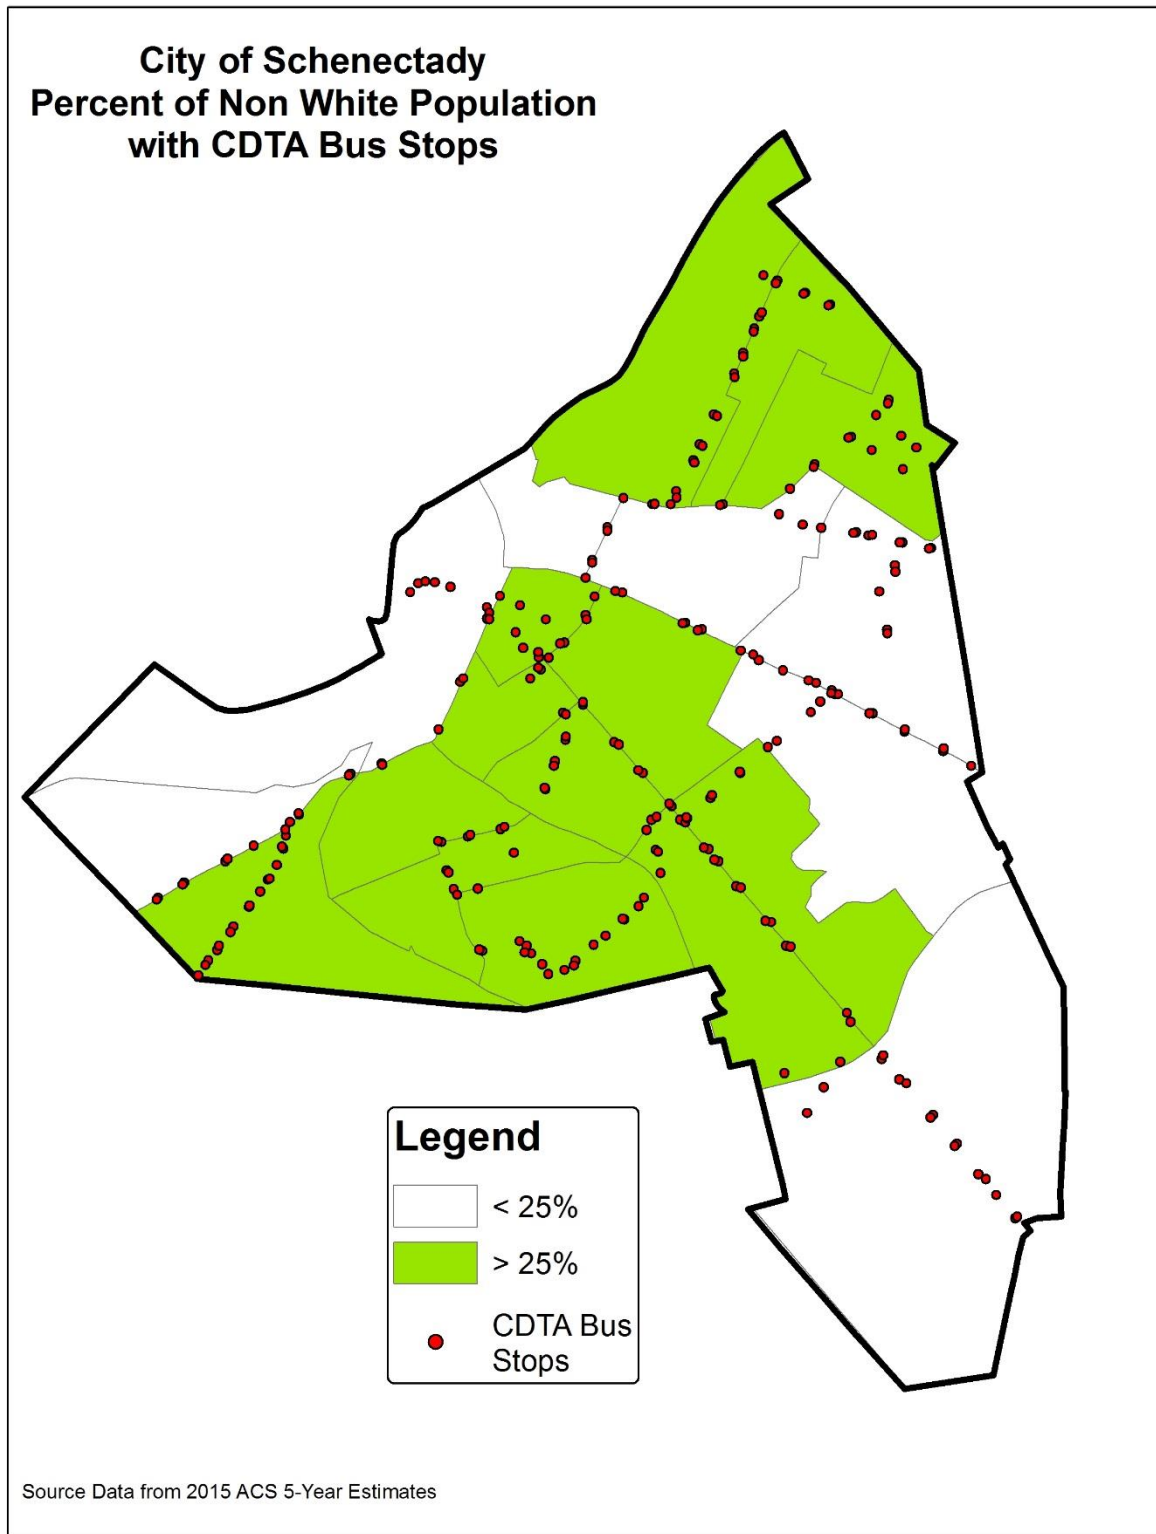 City of Schenectady
Percent of Non White Population
with CDTA Bus Stops
Legend
< 25%
> 25%
CDTA Bus
Stops
Source Data from 2015 ACS 5-Year Estimates